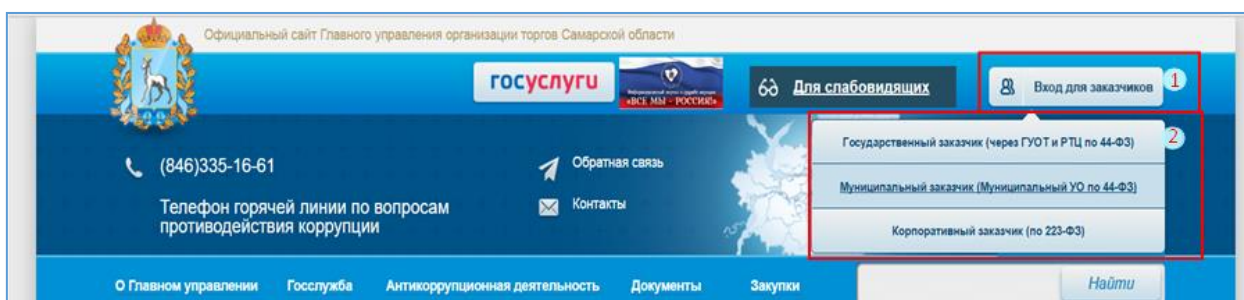 Официальный сайт Главного управления организации торгов Самарской области
госуслуги
«ВСЕ МЫ - РОССИЯ!»
Для слабовидящих
Вход для заказчиков
1
(846)335-16-61
Обратная связь
Государственный заказчик (через ГУОТ и РТЦ по 44-ФЗ)
2
Телефон горячей линии по вопросам
противодействия коррупции
Контакты
Муниципальный заказчик (Муниципальный УО по 44-ФЗ)
Корпоративный заказчик (по 223-ФЗ)
О Главном управлении
Госслужба
Антикоррупционная деятельность
Документы
Закупки
Найти